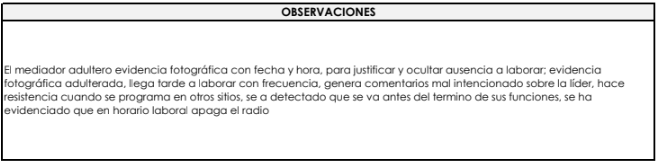 OBSERVACIONES
El mediador adultero evidencia fotográfica con fecha y hora, para justificar y ocultar ausencia a laborar; evidencia
fotográfica adulterada, llega tarde a laborar con frecuencia, genera comentarios mal intencionado sobre la líder, hace
resistencia cuando se programa en otros sitios, se a detectado que se va antes del termino de sus funciones, se ha
evidenciado que en horario laboral apaga el radio